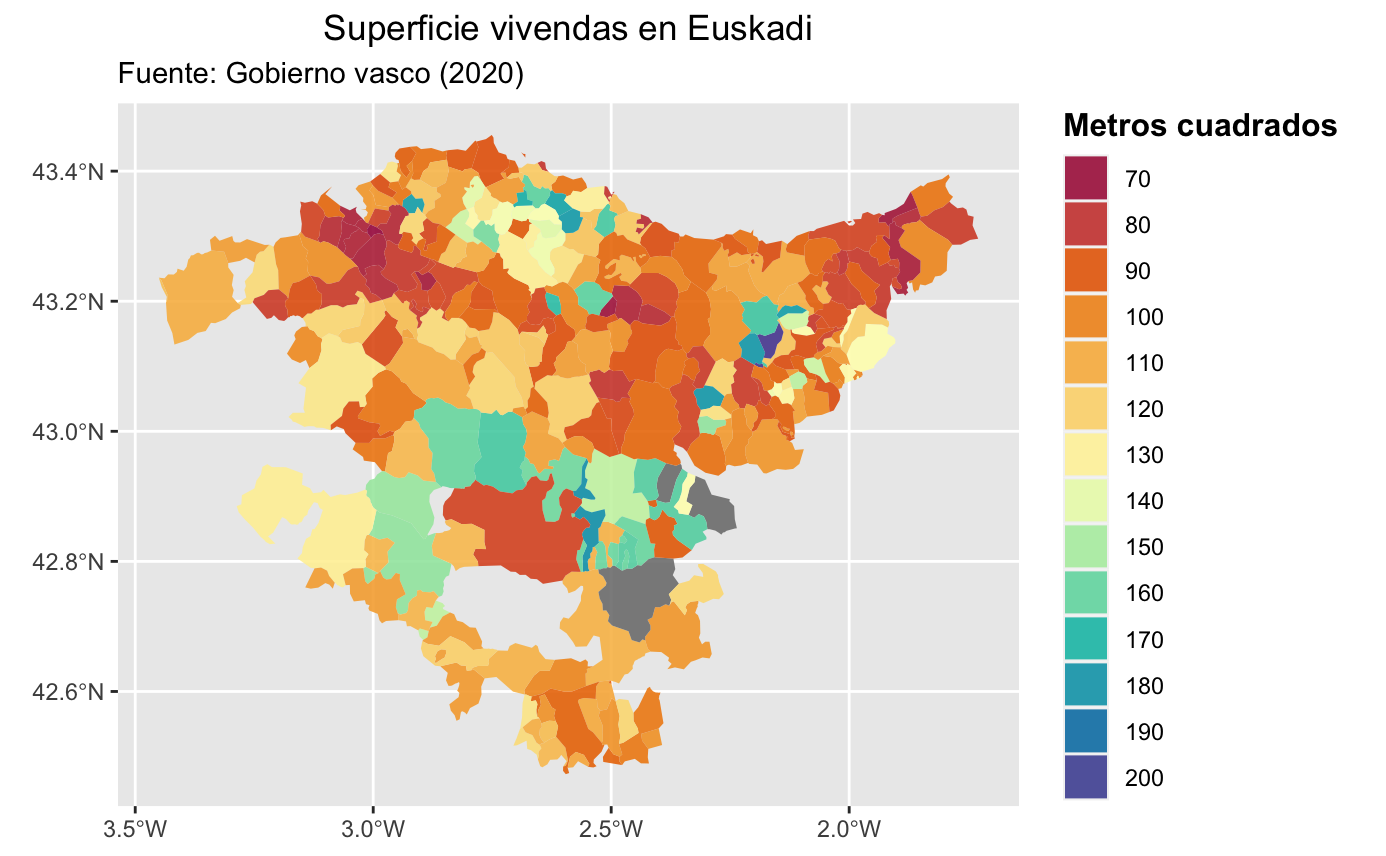 Superficie vivendas en Euskadi
Fuente: Gobierno vasco (2020)
43.4°N
43.2°N
43.0°N
42.8°N
42.6°N
3.5°W
3.0°W
2.5°W
2.0°W
Metros cuadrados
70
80
90
100
110
120
130
140
150
160
170
180
190
200